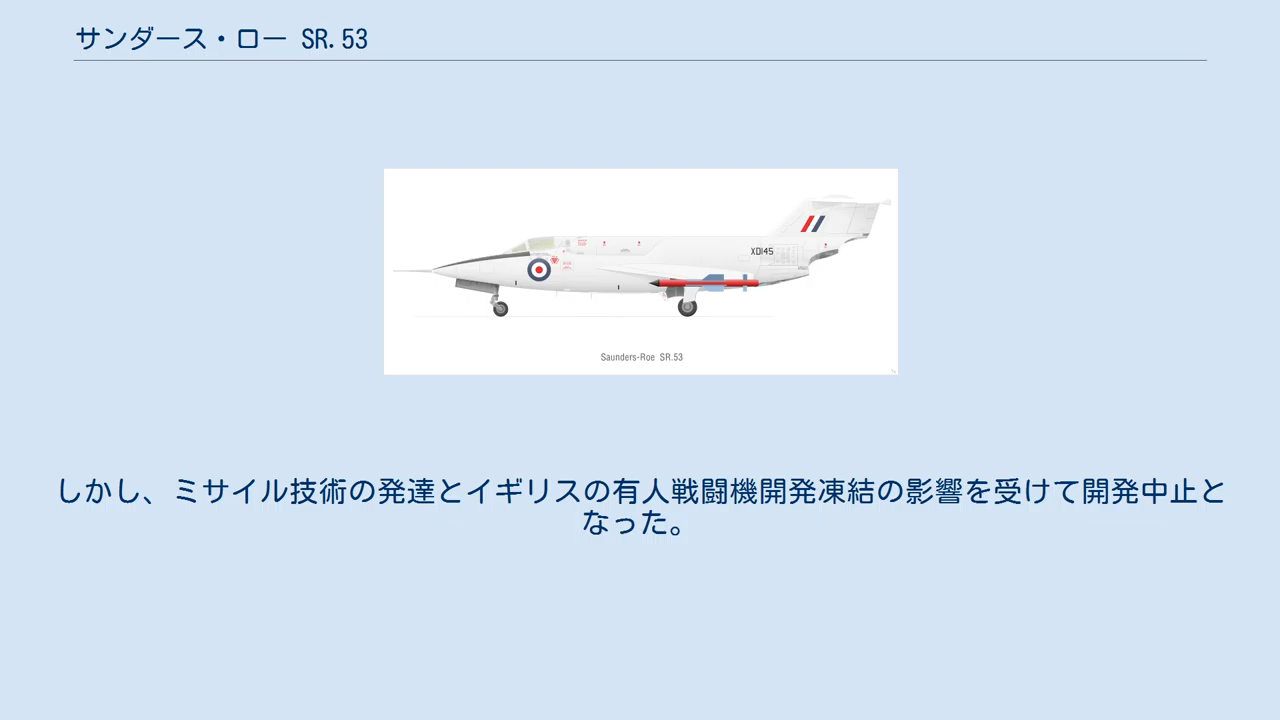 サンダース・ロー SR.53
XD145
Saunders-Roe SR.53
しかし、ミサイル技術の発達とイギリスの有人戦闘機開発凍結の影響を受けて開発中止と
なった。